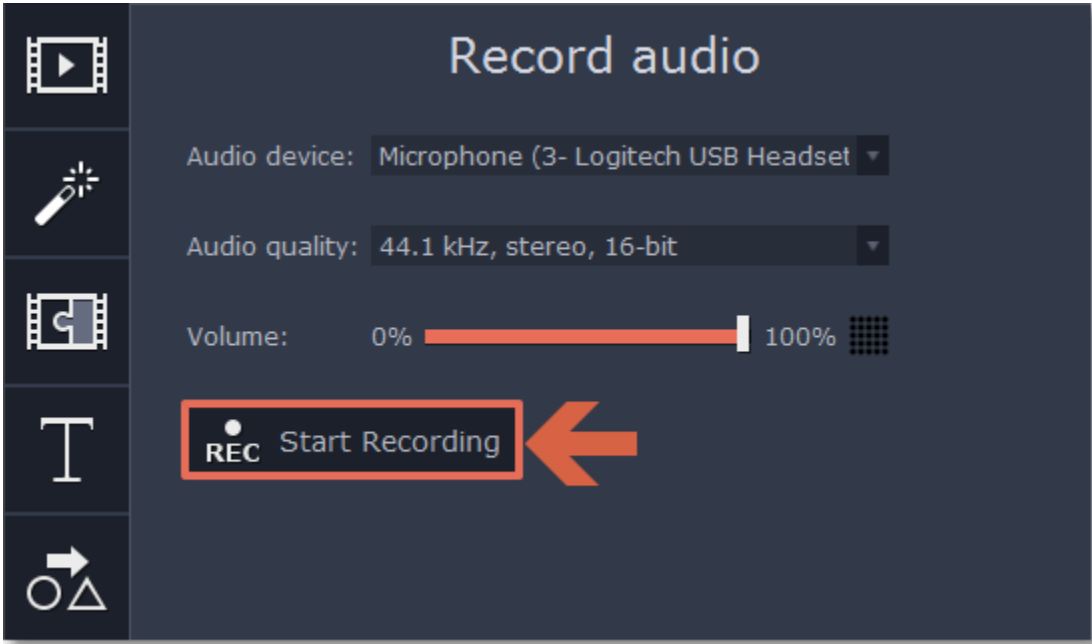 Record audio
Audio device: Microphone (3- Logitech USB Headset
Audio quality: 44.1 kHz, stereo, 16-bit
Volume: 0% 100%
REC Start Recording